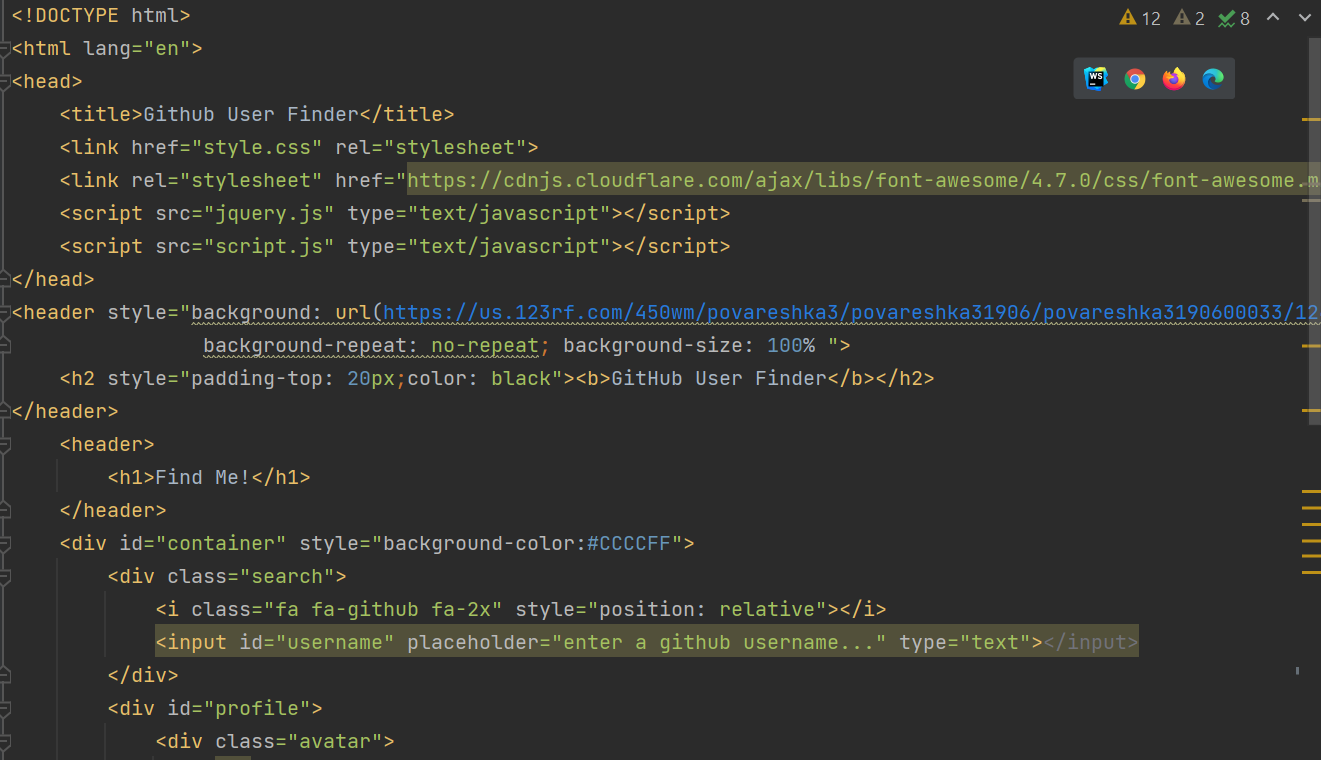 <!DOCTYPE html>
12 2 8
<html lang="en">
WS
<head>
<title>Github User Finder</title>
<link href="style.css" rel="stylesheet">
<link rel="stylesheet" href="https://cdnjs.cloudflare.com/ajax/libs/font-awesome/4.7.0/css/font-awesome.m
<script src="jquery.js" type="text/javascript"></script>
<script src="script.js" type="text/javascript"></script>
</head>
<header style="background: url(https://us.123rf.com/450wm/povareshka3/povareshka31906/povareshka3190600033/12
background-repeat: no-repeat; background-size: 100% ">
<h2 style="padding-top: 20px;color: black"><b>GitHub User Finder</b></h2>
</header>
<header>
<h1>Find Me!</h1>
</header>
<div id="container" style="background-color:#CCCCFF">
<div class="search">
<i class="fa fa-github fa-2x" style="position: relative"></i>
<input id="username" placeholder="enter a github username..." type="text"></input>
</div>
<div id="profile">
<div class="avatar">